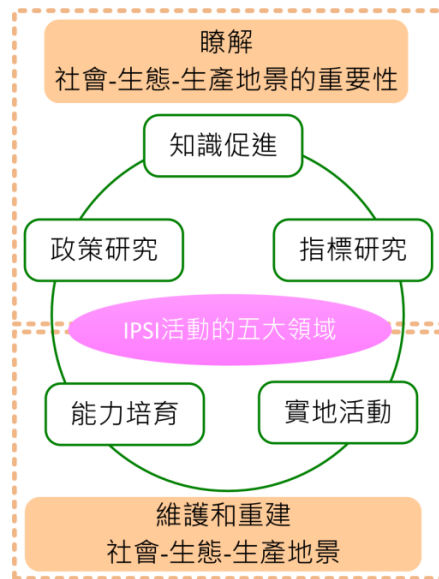 瞭解
社會-生態-生產地景的重要性
知識促進
政策研究
指標研究
IPSI活動的五大領域
能力培育
實地活動
維護和重建
社會-生態-生產地景